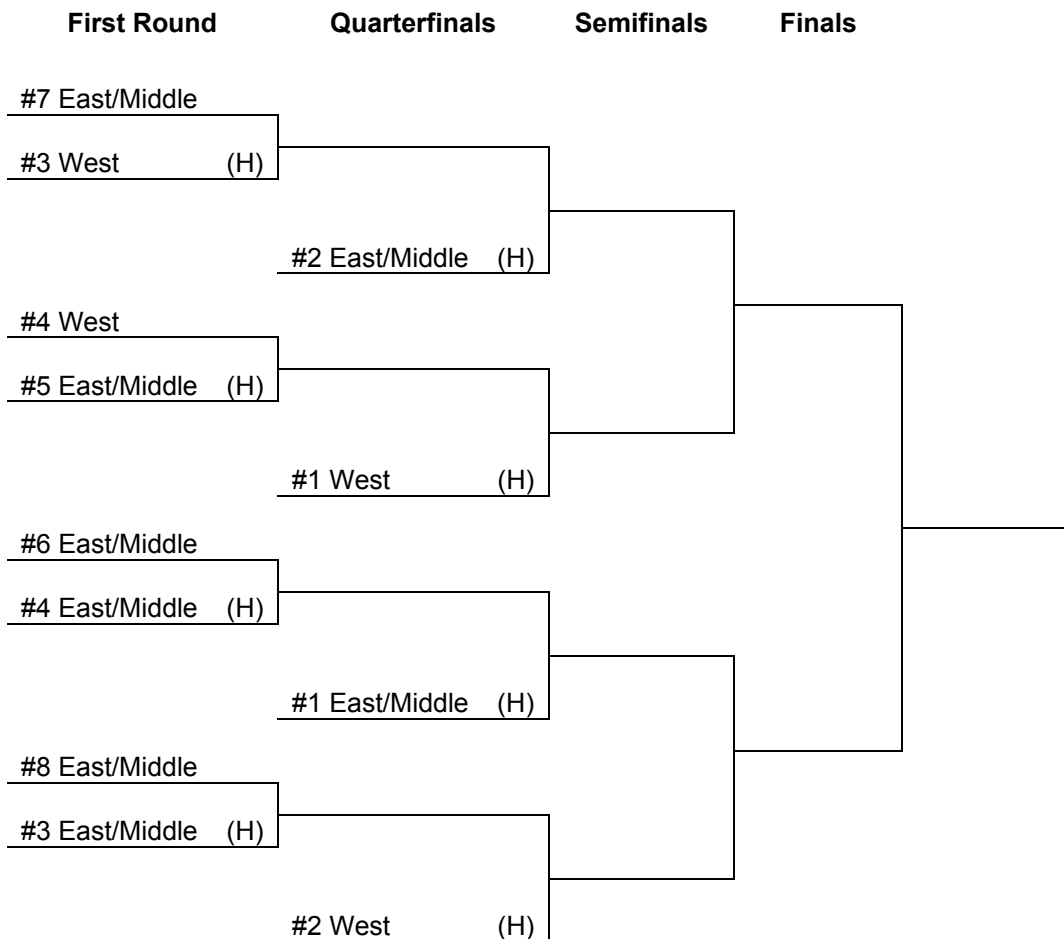 First Round Quarterfinals Semifinals Finals
#7 East/Middle
#3 West (H)
#2 East/Middle (H)
#4 West
#5 East/Middle (H)
#1 West (H)
#6 East/Middle
#4 East/Middle (H)
#1 East/Middle (H)
#8 East/Middle
#3 East/Middle (H)
#2 West (H)